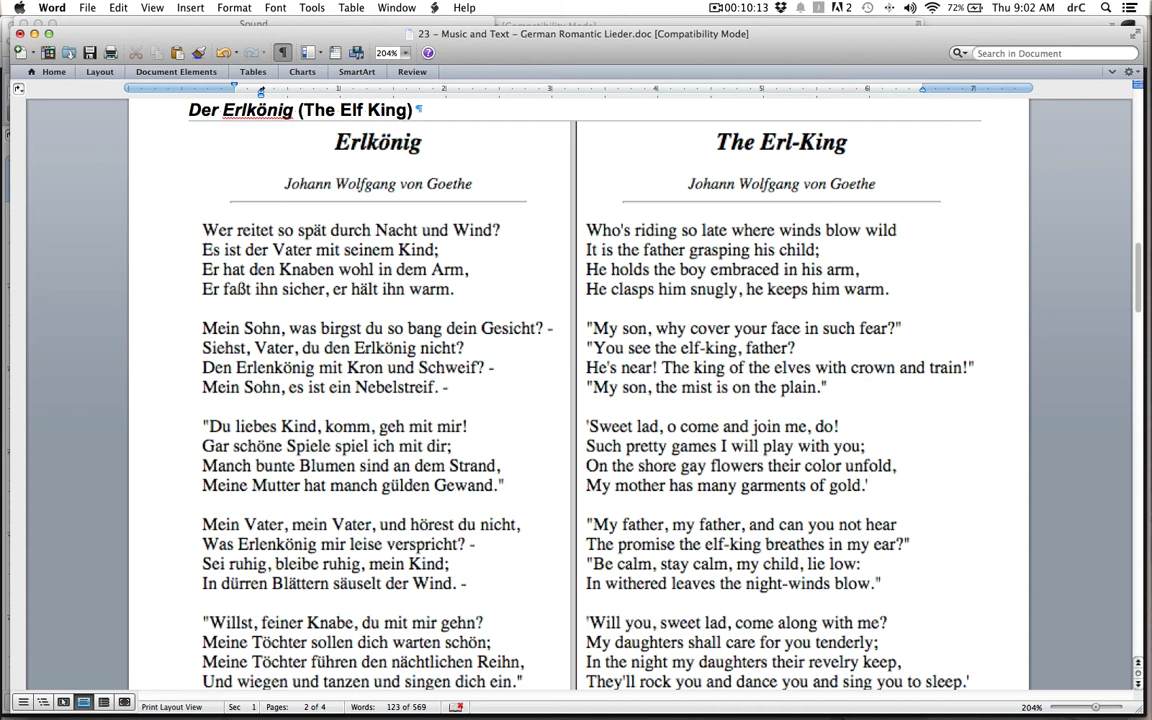 Word File Edit View Insert Format Font Tools Table Window Help 00:10:13 2 72% Thu 9:02 AM drC
Sound
[Compatibility Mode]
23 – Music and Text – German Romantic Lieder.doc [Compatibility Mode]
204% Search in Document
Home Layout Document Elements Tables Charts SmartArt Review
1 2 3 4 5 6 7
Der Erlkönig (The Elf King)¶
Erlkönig
Johann Wolfgang von Goethe
Wer reitet so spät durch Nacht und Wind?
Es ist der Vater mit seinem Kind;
Er hat den Knaben wohl in dem Arm,
Er faßt ihn sicher, er hält ihn warm.
Mein Sohn, was birgst du so bang dein Gesicht? -
Siehst, Vater, du den Erlkönig nicht?
Den Erlenkönig mit Kron und Schweif? -
Mein Sohn, es ist ein Nebelstreif. -
"Du liebes Kind, komm, geh mit mir!
Gar schöne Spiele spiel ich mit dir;
Manch bunte Blumen sind an dem Strand,
Meine Mutter hat manch gülden Gewand."
Mein Vater, mein Vater, und hörest du nicht,
Was Erlenkönig mir leise verspricht? -
Sei ruhig, bleibe ruhig, mein Kind;
In dürren Blättern säuselt der Wind. -
"Willst, feiner Knabe, du mit mir gehn?
Meine Töchter sollen dich warten schön;
Meine Töchter führen den nächtlichen Reihn,
Und wiegen und tanzen und singen dich ein."
The Erl-King
Johann Wolfgang von Goethe
Who's riding so late where winds blow wild
It is the father grasping his child;
He holds the boy embraced in his arm,
He clasps him snugly, he keeps him warm.
"My son, why cover your face in such fear?"
"You see the elf-king, father?
He's near! The king of the elves with crown and train!"
"My son, the mist is on the plain."
'Sweet lad, o come and join me, do!
Such pretty games I will play with you;
On the shore gay flowers their color unfold,
My mother has many garments of gold.'
"My father, my father, and can you not hear
The promise the elf-king breathes in my ear?"
"Be calm, stay calm, my child, lie low:
In withered leaves the night-winds blow."
'Will you, sweet lad, come along with me?
My daughters shall care for you tenderly;
In the night my daughters their revelry keep,
They'll rock you and dance you and sing you to sleep.'
Print Layout View Sec 1 Pages: 2 of 4 Words: 123 of 569 204%